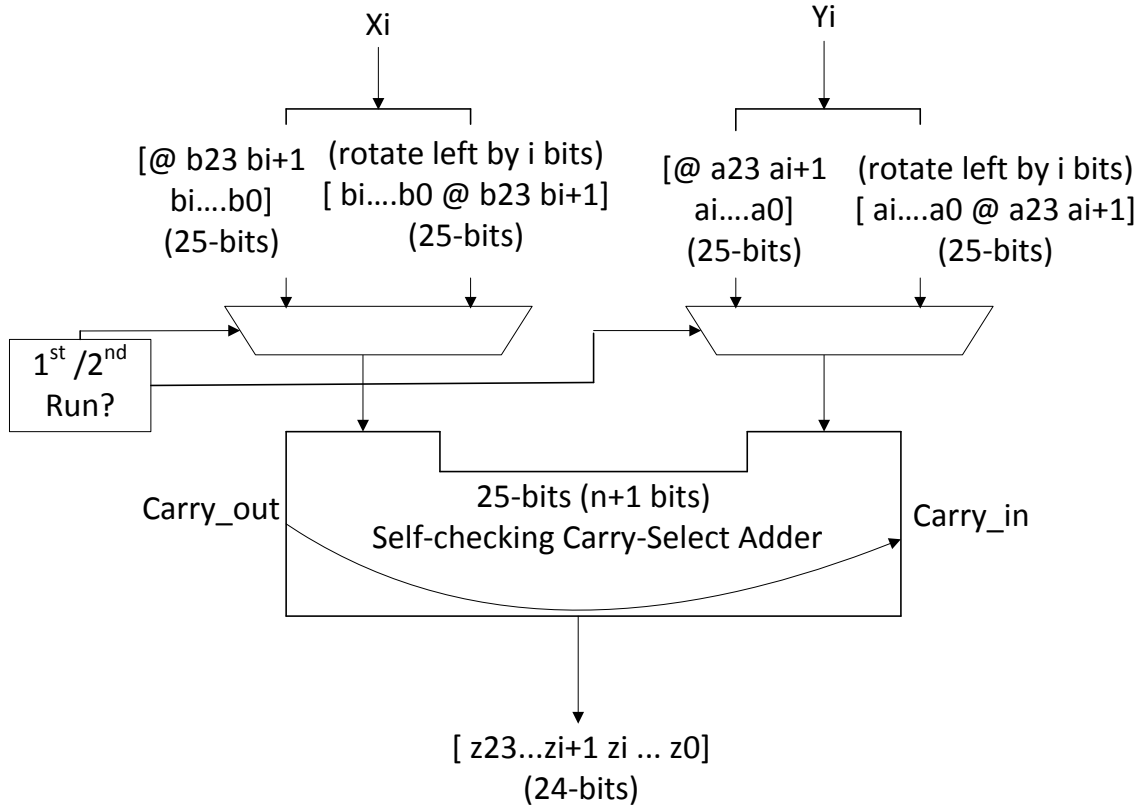 Xi
Yi
[@ b23 bi+1
bi....b0]
(25-bits)
(rotate left by i bits)
[ bi....b0 @ b23 bi+1]
(25-bits)
[@ a23 ai+1
ai....a0]
(25-bits)
(rotate left by i bits)
[ ai....a0 @ a23 ai+1]
(25-bits)
1st /2nd
Run?
Carry_out
25-bits (n+1 bits)
Self-checking Carry-Select Adder
Carry_in
[ z23...zi+1 zi ... z0]
(24-bits)